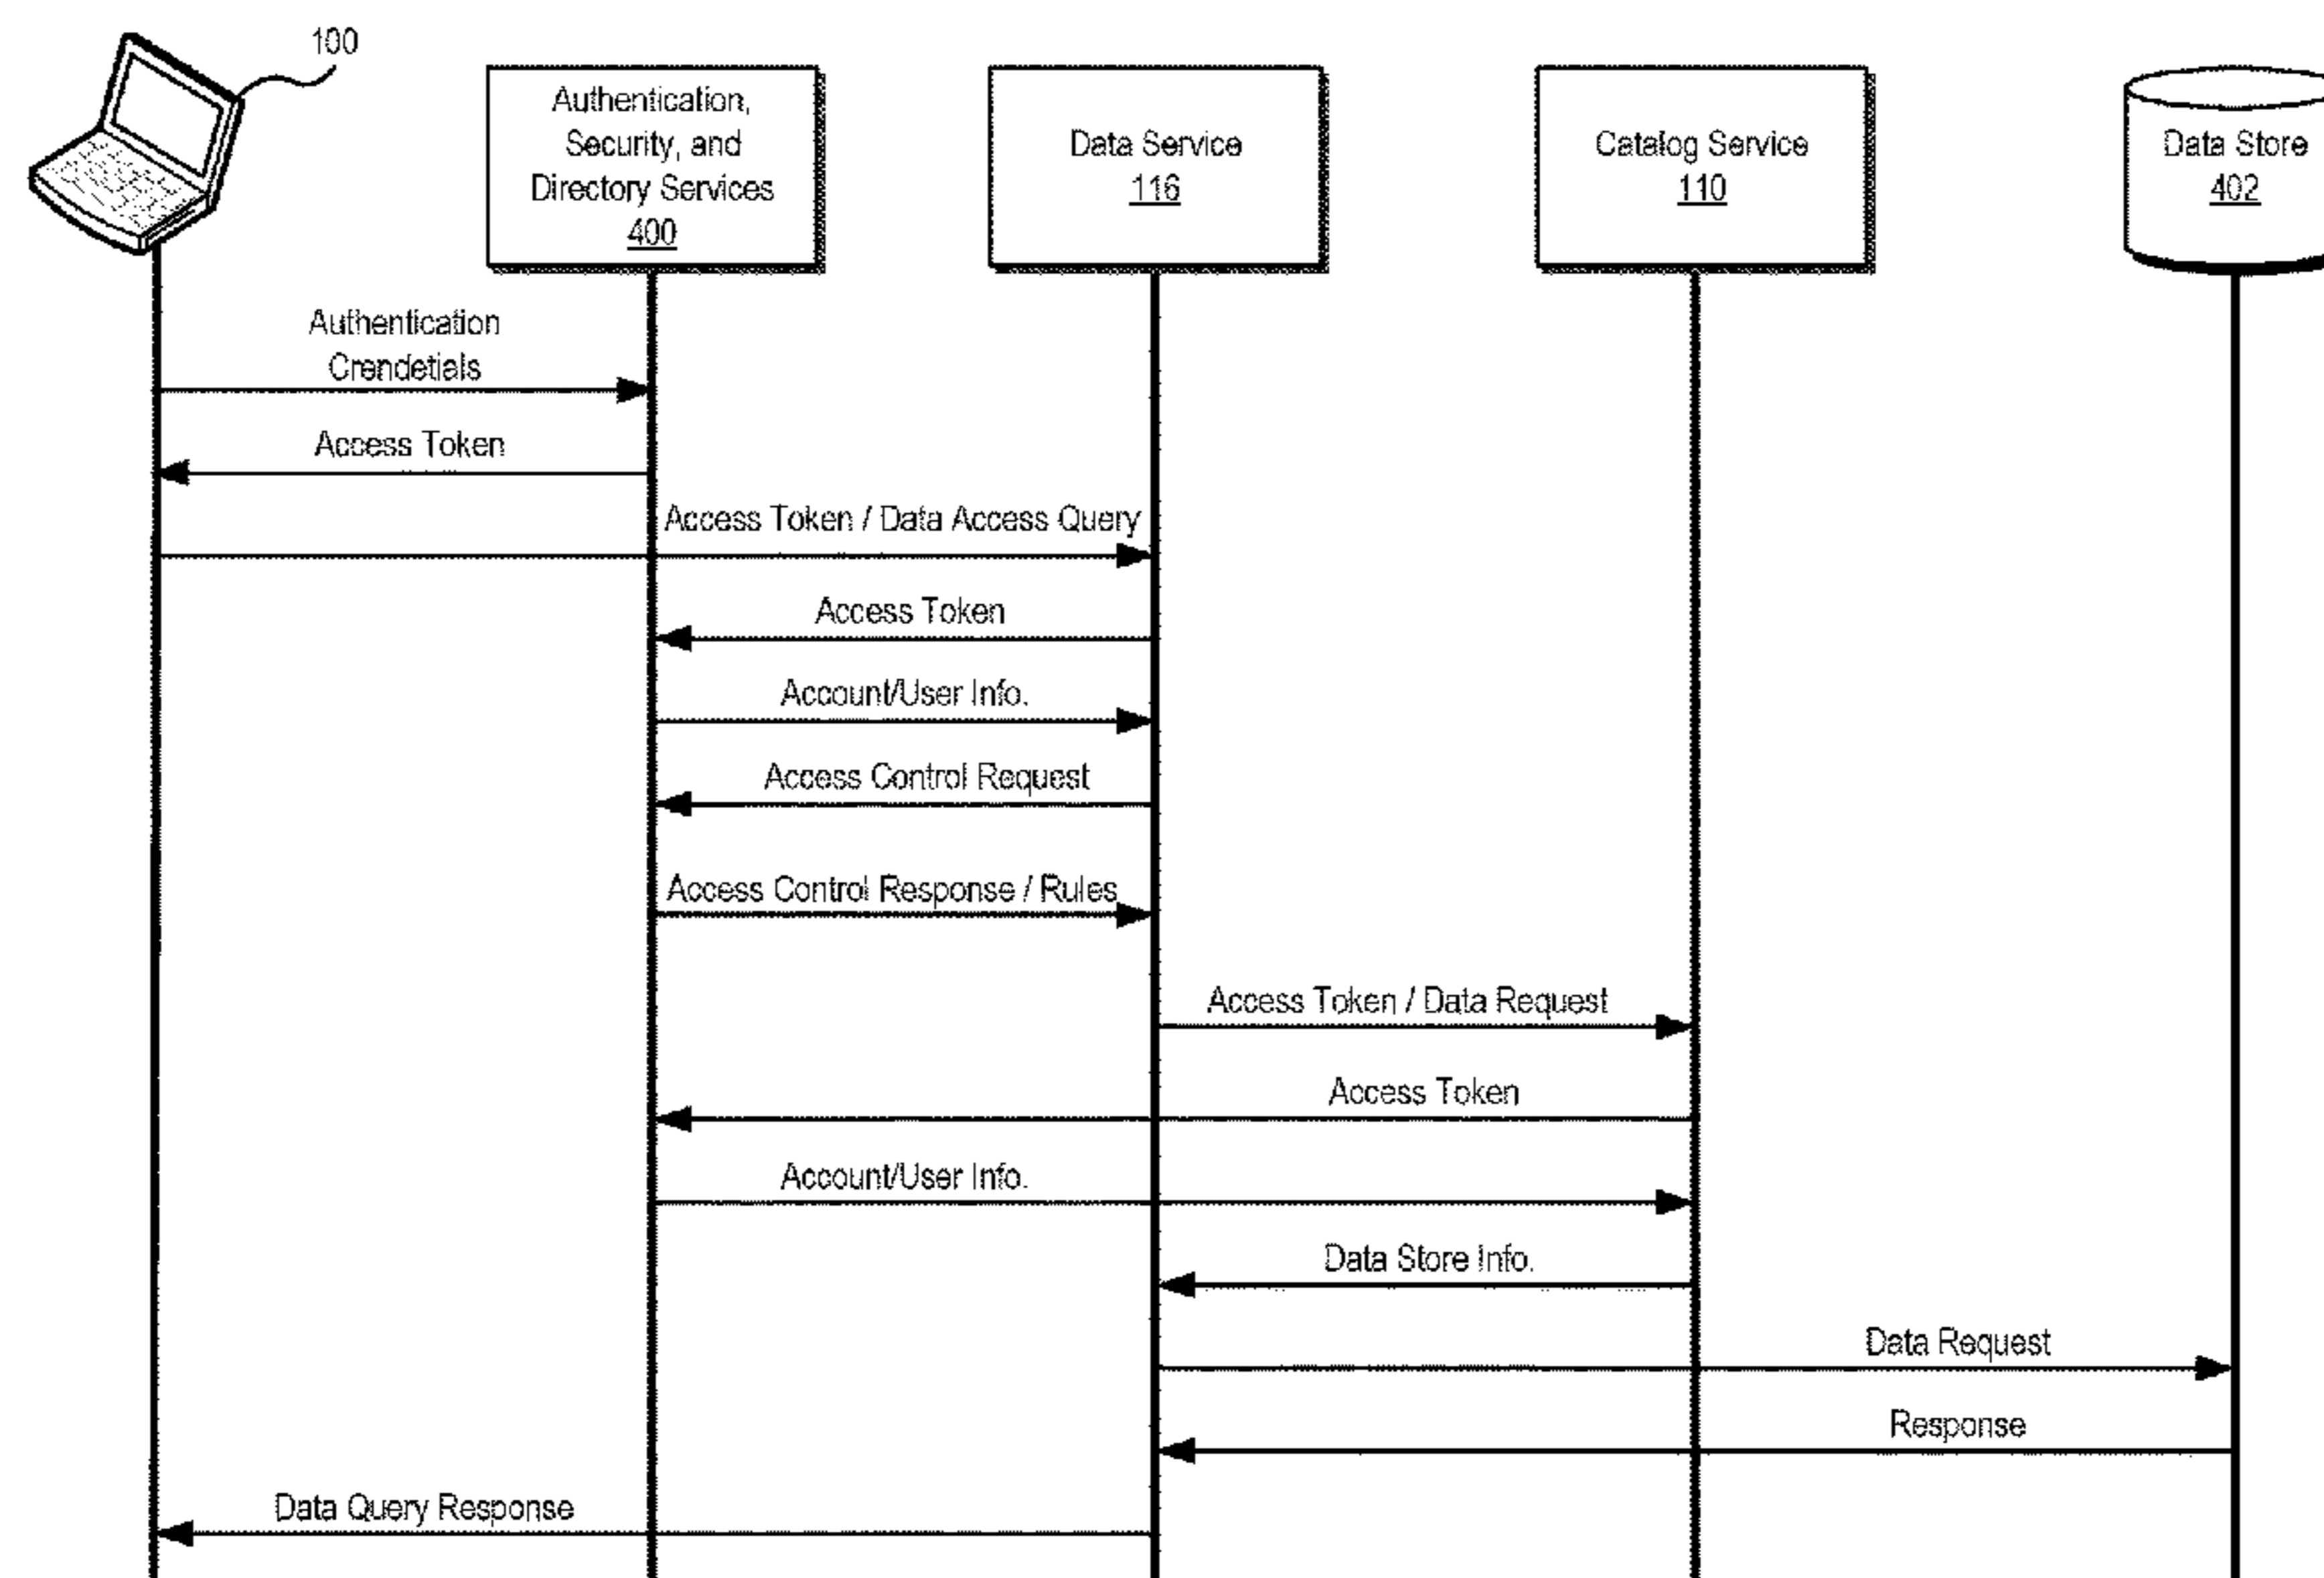 100
Authentication,
Security, and
Directory Services
400
Data Service
116
Catalog Service
110
Data Store
402
Authentication
Crendetials
Access Token
Access Token / Data Access Query
Access Token
Account/User Info.
Access Control Request
Access Control Response / Rules
Access Token / Data Request
Access Token
Account/User Info.
Data Store Info.
Data Request
Response
Data Query Response